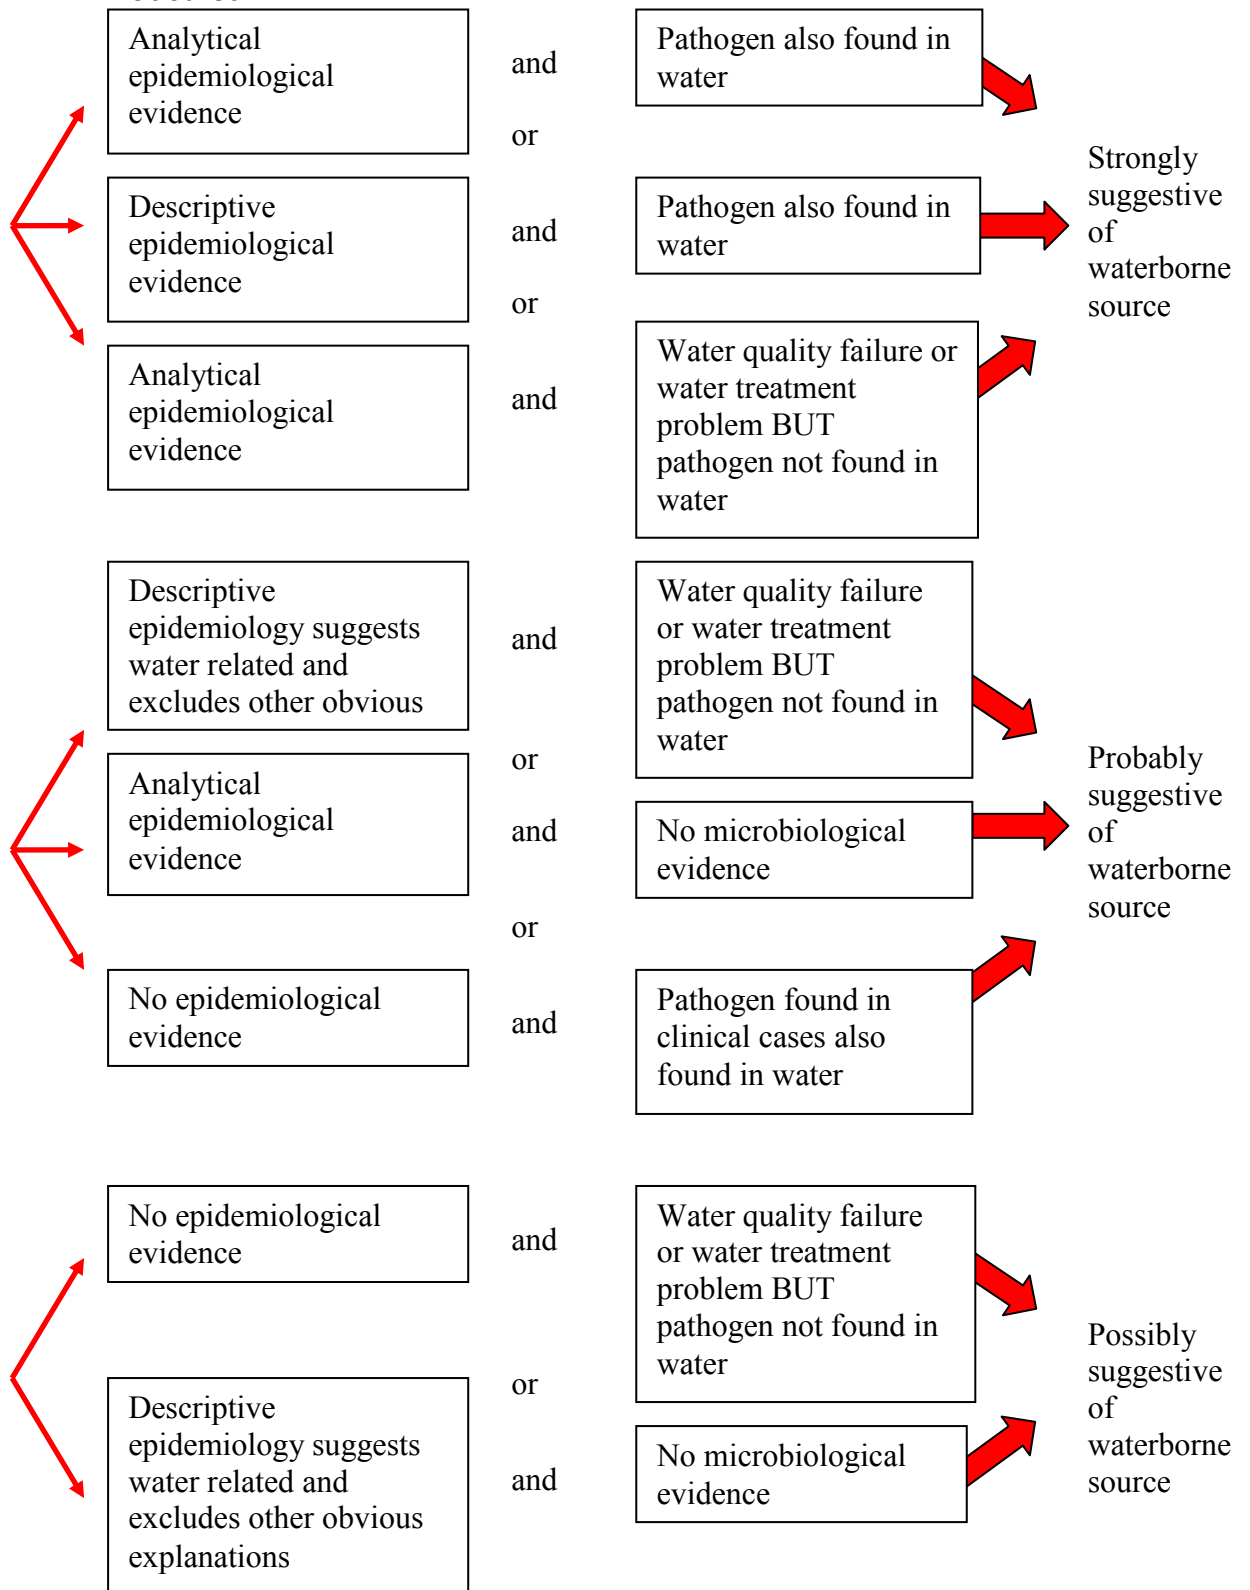 Analytical
epidemiological
evidence
and
Pathogen also found in
water
or
Descriptive
epidemiological
evidence
and
Pathogen also found in
water
or
Analytical
epidemiological
evidence
and
Water quality failure or
water treatment
problem BUT
pathogen not found in
water
Strongly
suggestive
of
waterborne
source
Descriptive
epidemiology suggests
water related and
excludes other obvious
and
Water quality failure
or water treatment
problem BUT
pathogen not found in
water
or
Analytical
epidemiological
evidence
and
No microbiological
evidence
or
No epidemiological
evidence
and
Pathogen found in
clinical cases also
found in water
Probably
suggestive
of
waterborne
source
No epidemiological
evidence
and
Water quality failure
or water treatment
problem BUT
pathogen not found in
water
or
Descriptive
epidemiology suggests
water related and
excludes other obvious
explanations
and
No microbiological
evidence
Possibly
suggestive
of
waterborne
source